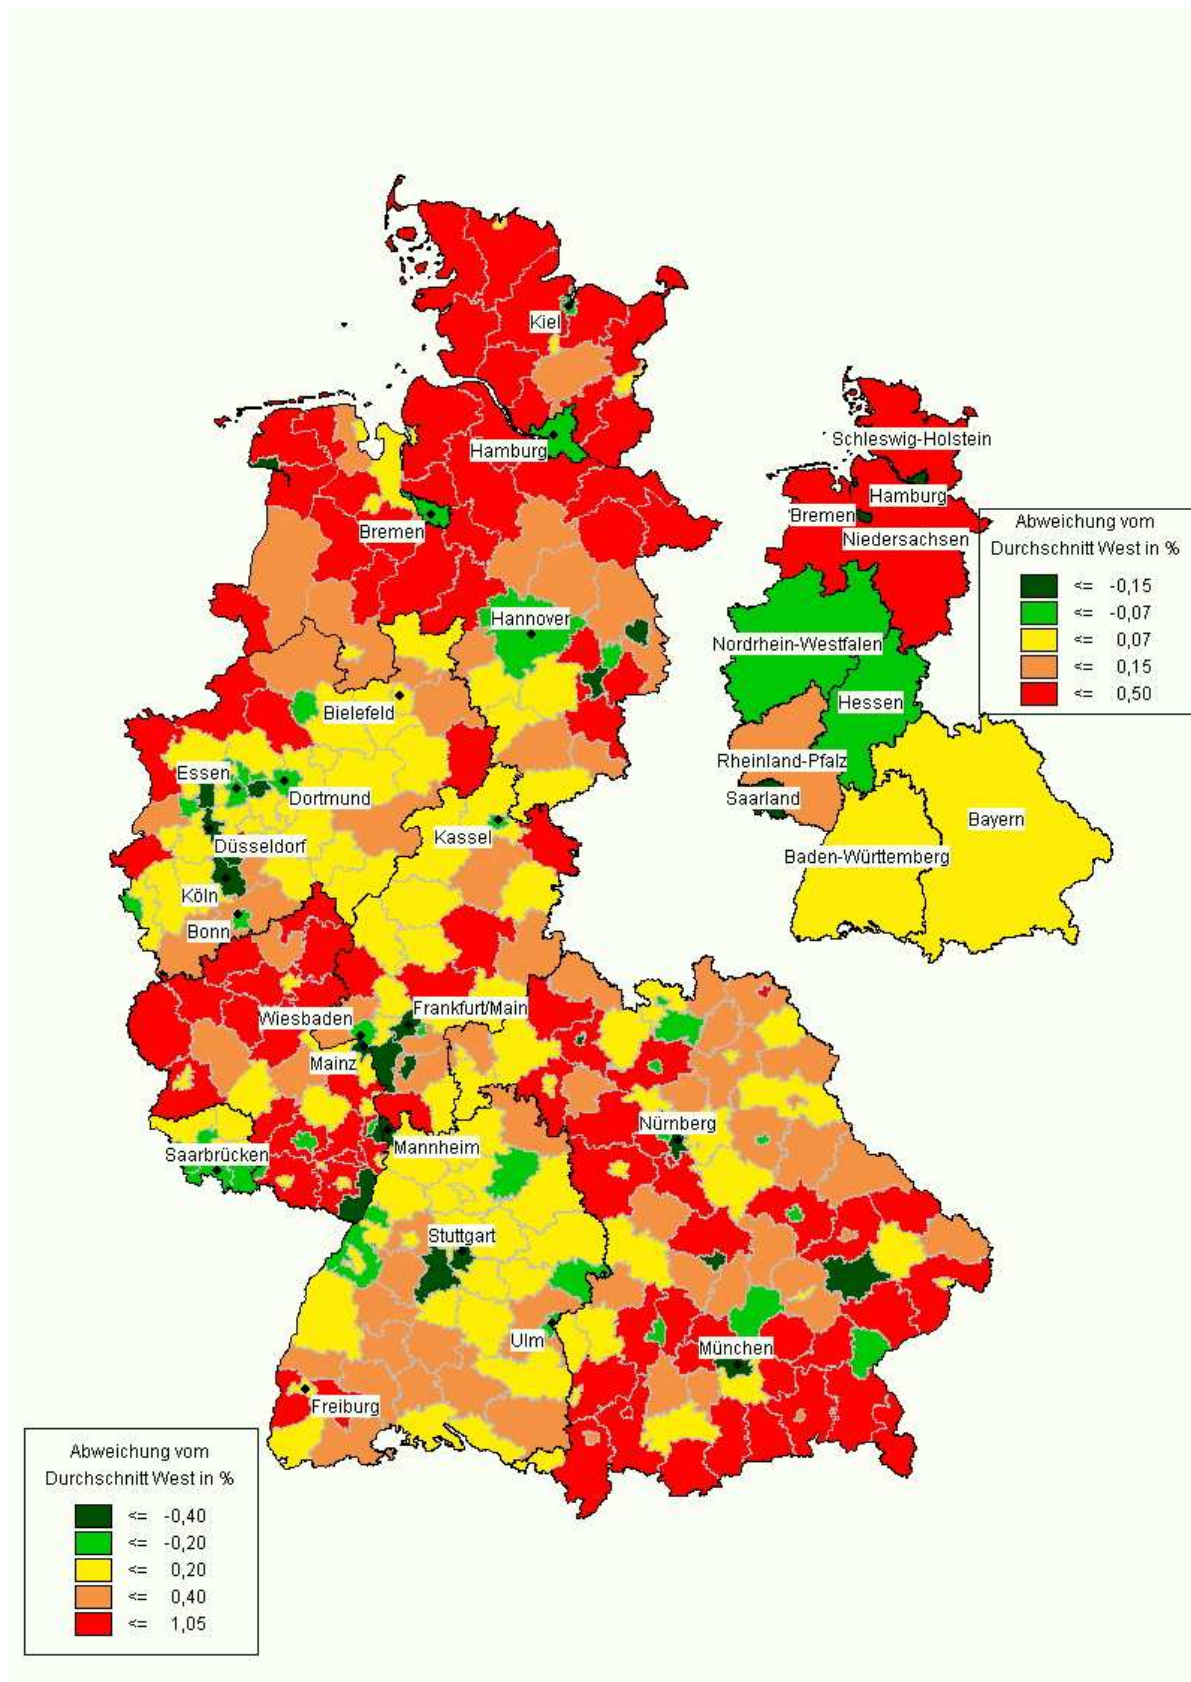 Kiel
Hamburg
Bremen
Hannover
Bielefeld
Essen
Dortmund
Kassel
Düsseldorf
Köln
Bonn
Wiesbaden
Frankfurt/Main
Mainz
Nürnberg
Mannheim
Saarbrücken
Stuttgart
Ulm
München
Freiburg
Schleswig-Holstein
Hamburg
Bremen
Niedersachsen
Nordrhein-Westfalen
Hessen
Rheinland-Pfalz
Saarland
Bayern
Baden-Württemberg
Abweichung vom
Durchschnitt West in %
<= -0,15
<= -0,07
<= 0,07
<= 0,15
<= 0,50
Abweichung vom
Durchschnitt West in %
<= -0,40
<= -0,20
<= 0,20
<= 0,40
<= 1,05